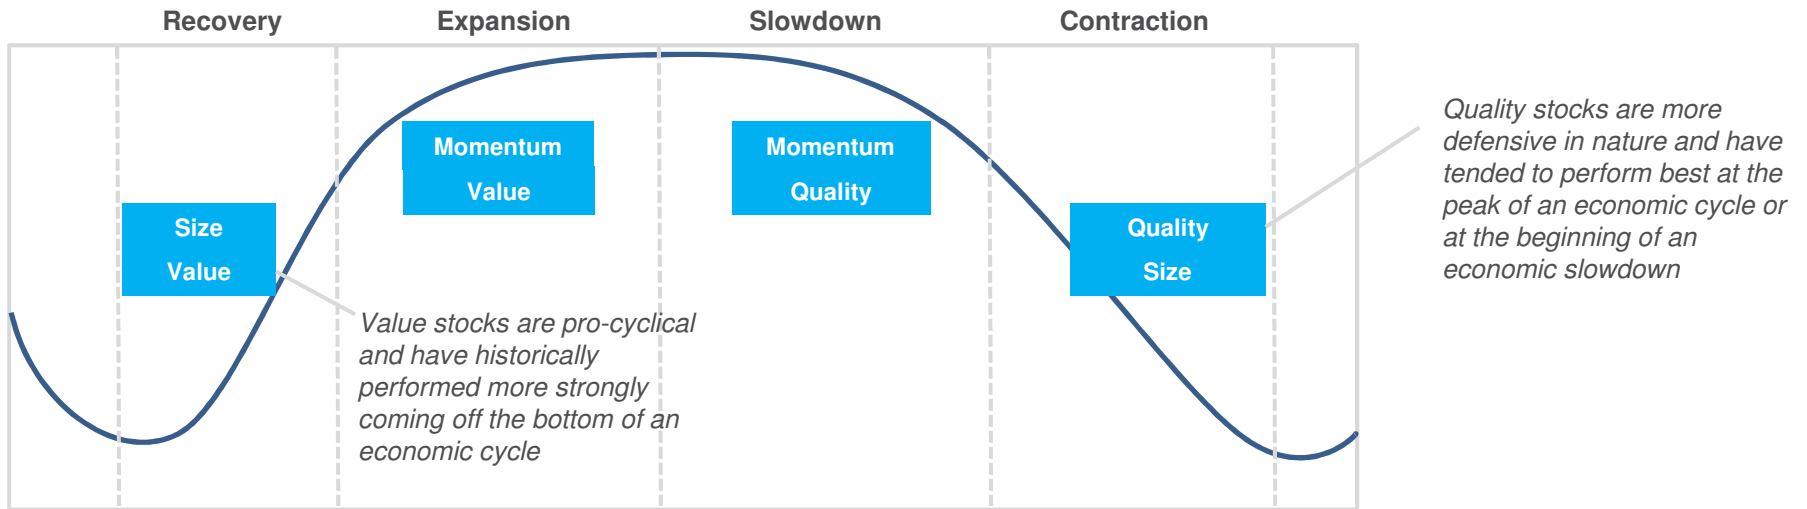 Recovery
Expansion
Slowdown
Contraction
Momentum
Value
Momentum
Quality
Size
Value
Quality
Size
Quality stocks are more
defensive in nature and have
tended to perform best at the
peak of an economic cycle or
at the beginning of an
economic slowdown
Value stocks are pro-cyclical
and have historically
performed more strongly
coming off the bottom of an
economic cycle